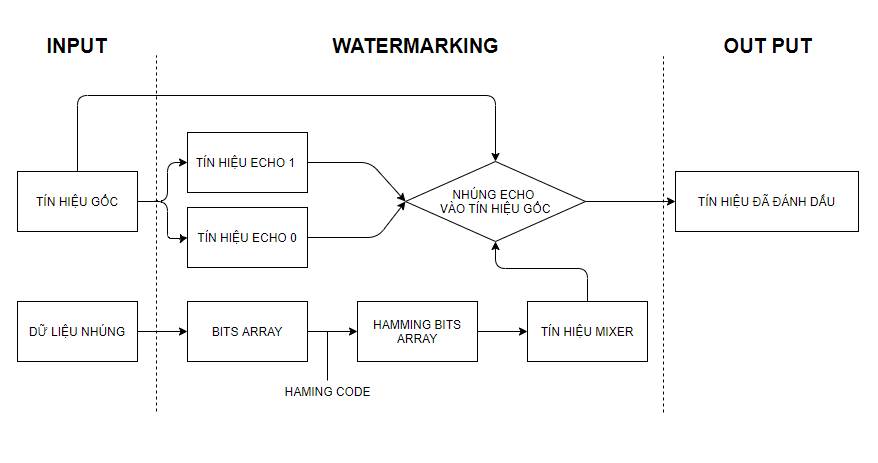 INPUT
WATERMARKING
OUT PUT
TÍN HIỆU ECHO 1
TÍN HIỆU GỐC
NHÚNG ECHO
VÀO TÍN HIỆU GỐC
TÍN HIỆU ĐÃ ĐÁNH DẤU
TÍN HIỆU ECHO 0
DỮ LIỆU NHÚNG
BITS ARRAY
HAMMING BITS
ARRAY
TÍN HIỆU MIXER
HAMING CODE